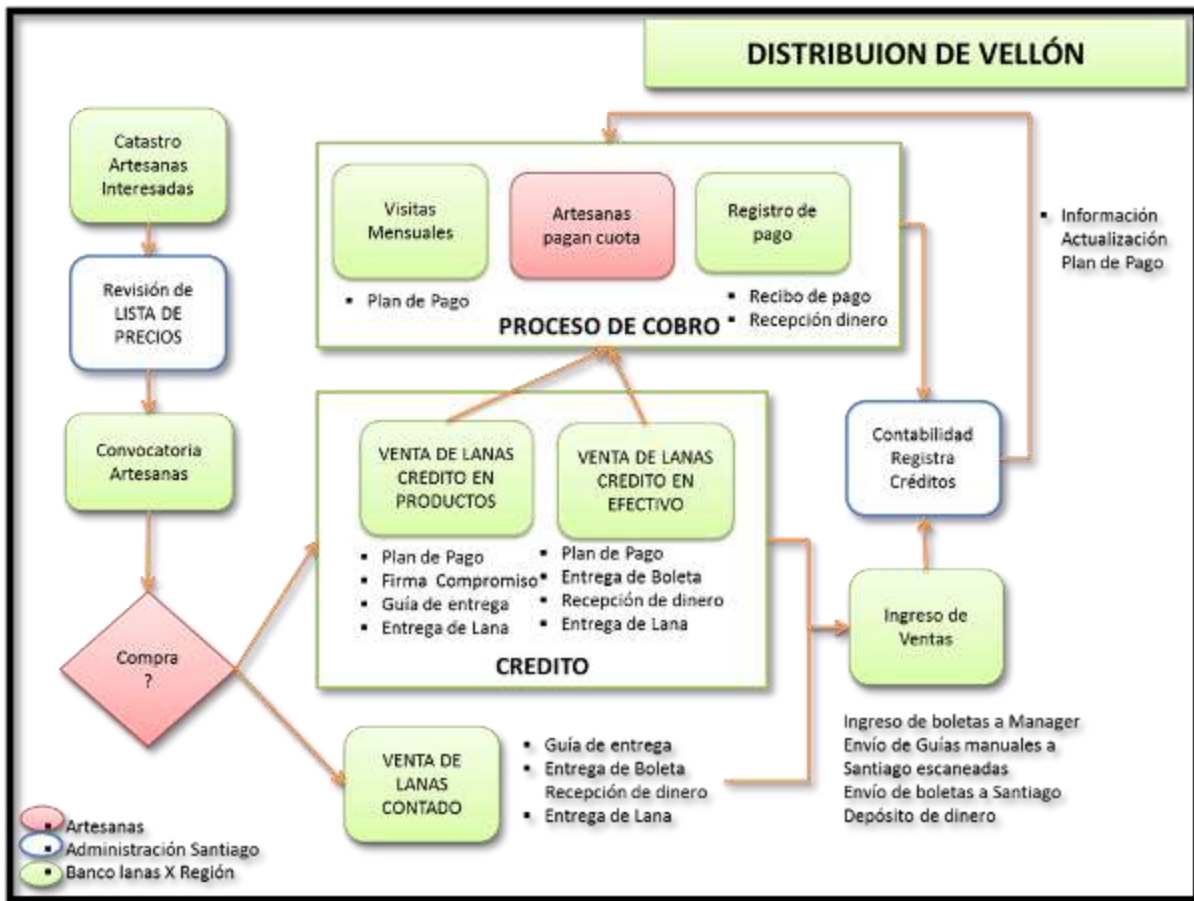 DISTRIBUION DE VELLÓN
Catastro
Artesanas
Interesadas
Revisión de
LISTA DE
PRECIOS
Convocatoria
Artesanas
Compra
?
Visitas
Mensuales
▪ Plan de Pago
Artesanas
pagan cuota
Registro de
pago
▪ Recibo de pago
▪ Recepción dinero
PROCESO DE COBRO
▪ Información
Actualización
Plan de Pago
VENTA DE LANAS
CREDITO EN
PRODUCTOS
▪ Plan de Pago
▪ Firma Compromiso
▪ Guía de entrega
▪ Entrega de Lana
VENTA DE LANAS
CREDITO EN
EFECTIVO
▪ Plan de Pago
▪ Entrega de Boleta
▪ Recepción de dinero
▪ Entrega de Lana
CREDITO
Contabilidad
Registra
Créditos
Ingreso de
Ventas
Ingreso de boletas a Manager
Envío de Guías manuales a
Santiago escaneadas
Envío de boletas a Santiago
Depósito de dinero
VENTA DE
LANAS
CONTADO
▪ Guía de entrega
▪ Entrega de Boleta
Recepción de dinero
▪ Entrega de Lana
▪ Artesanas
▪ Administración Santiago
▪ Banco lanas X Región